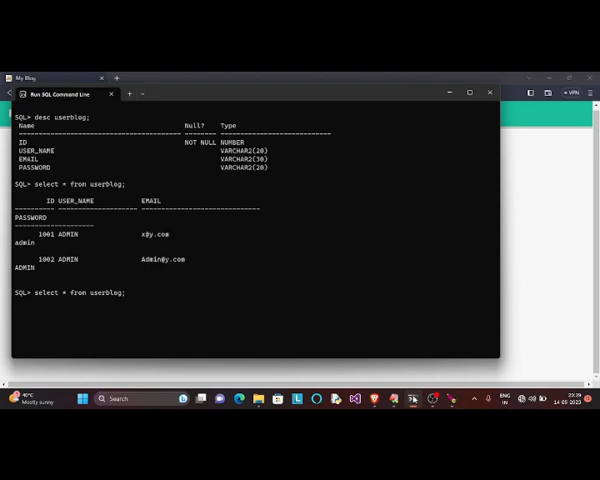 My Blog
VPN
Run SQL Command Line
SQL> desc userblog;
Name Null? Type
ID NOT NULL NUMBER
USER_NAME VARCHAR2(20)
EMAIL VARCHAR2(30)
PASSWORD VARCHAR2(20)
SQL> select * from userblog;
ID USER_NAME EMAIL
PASSWORD
1001 ADMIN x@y.com
admin
1002 ADMIN Admin@y.com
ADMIN
SQL> select * from userblog;
40°C
Mostly sunny
Search
ENG
IN
23:29
14-05-2023